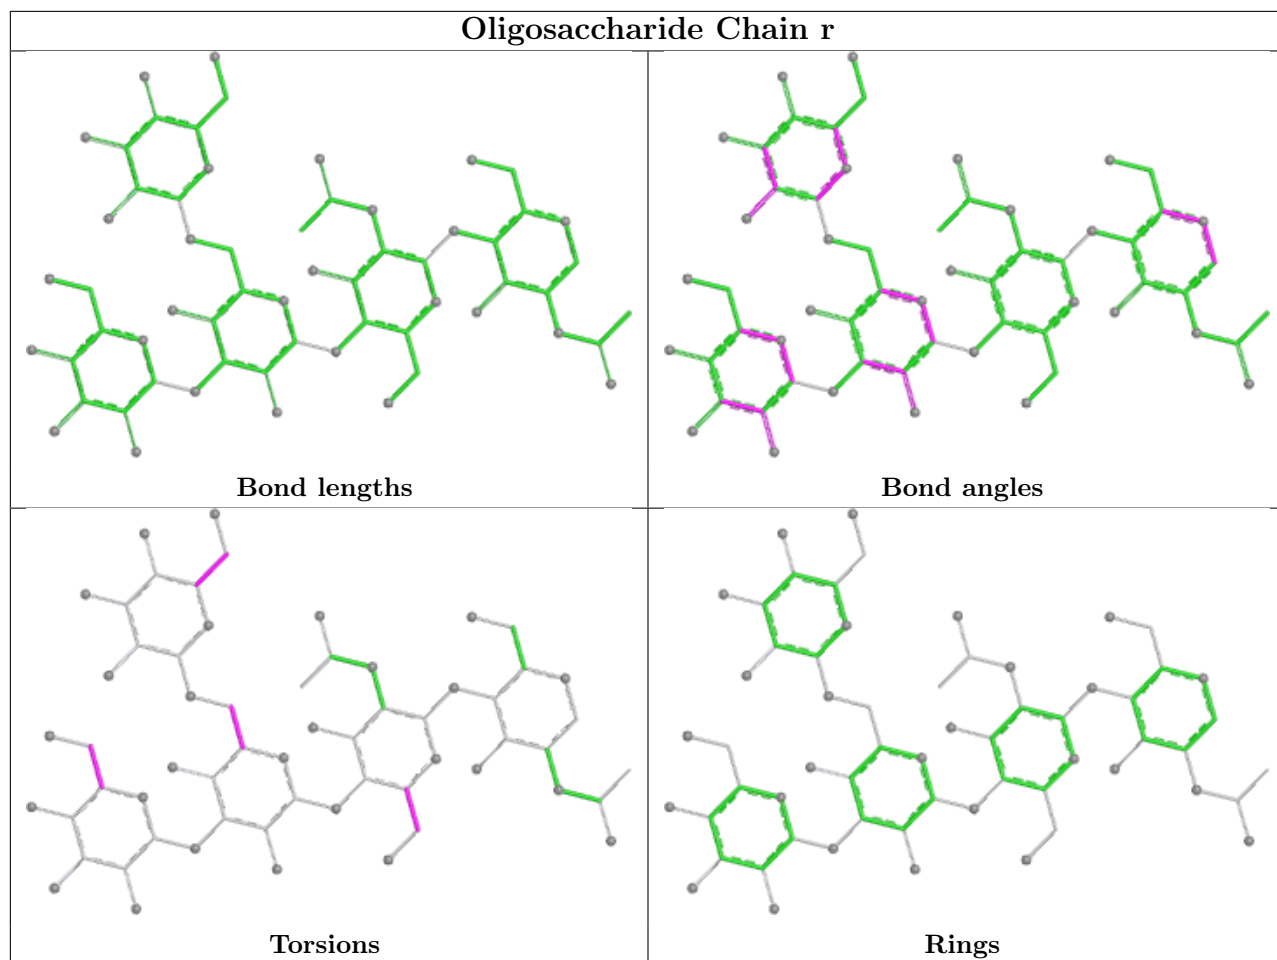 Oligosaccharide Chain r
Bond lengths
Bond angles
Torsions
Rings